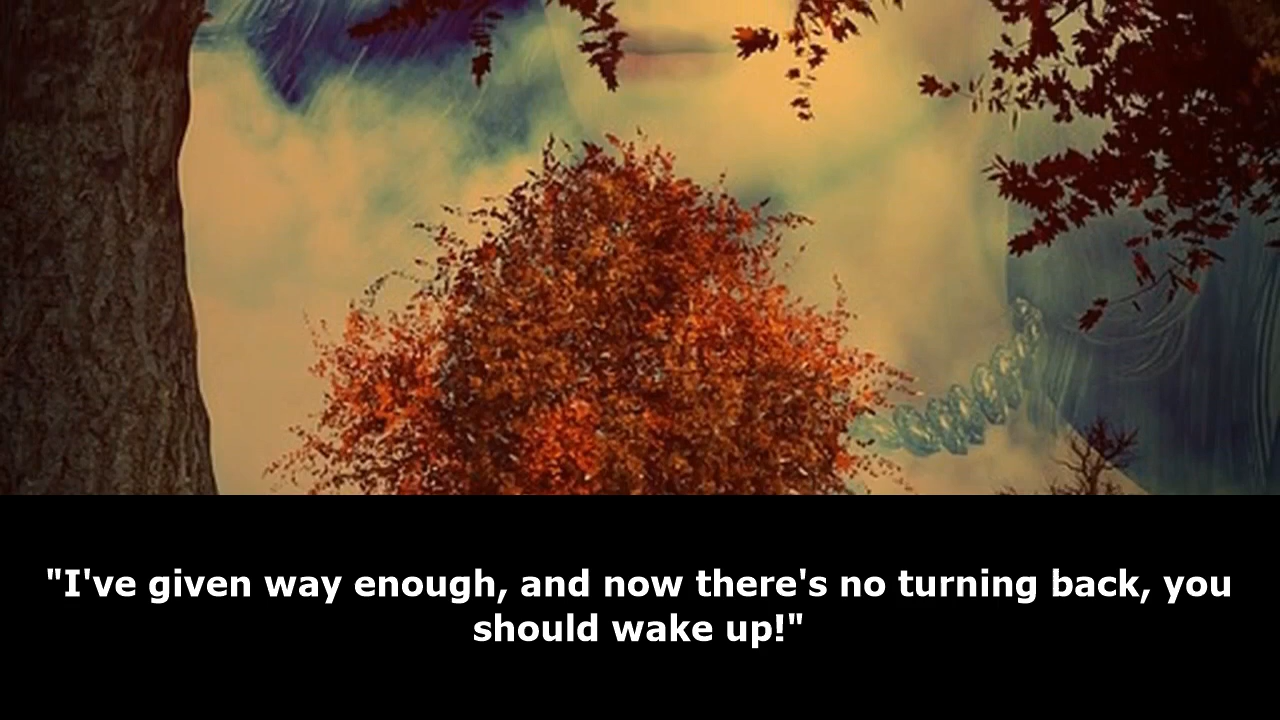 "I've given way enough, and now there's no turning back, you
should wake up!"